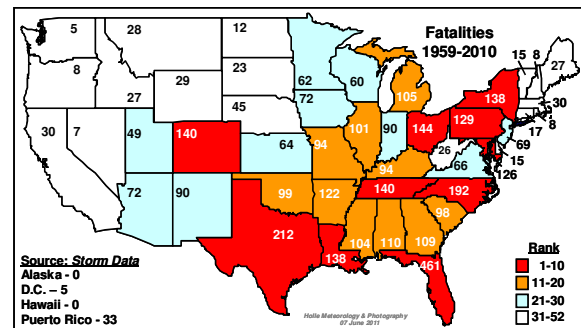 Fatalities
1959-2010
5 28 12
15 8 27
8 29 23 62 60 105 138
27 72 30
45 129 17 8
30 7 49 140 64 94 101 90 144 26 69
15
126
94 66
72 90 99 122 140 192
98
212 138 104 110 109
461
Source: Storm Data
Alaska - 0
D.C. – 5
Hawaii - 0
Puerto Rico - 33
Rank
1-10
11-20
21-30
31-52
Holle Meteorology & Photography
07 June 2011